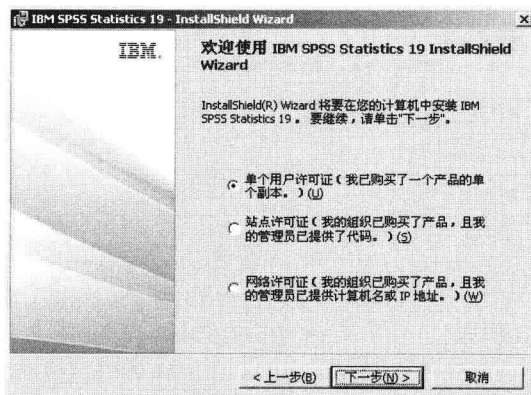 IBM SPSS Statistics 19 - InstallShield Wizard
IBM.
欢迎使用 IBM SPSS Statistics 19 InstallShield
Wizard
InstallShield(R) Wizard 将要在您的计算机中安装 IBM
SPSS Statistics 19 。 要继续，请单击"下一步"。
单个用户许可证（我已购买了一个产品的单
个副本。）(U)
站点许可证（我的组织已购买了产品，且我
的管理员已提供了代码。）(S)
网络许可证（我的组织已购买了产品，且我
的管理员已提供计算机名或 IP 地址。）(W)
< 上一步(B)
下一步(N) >
取消